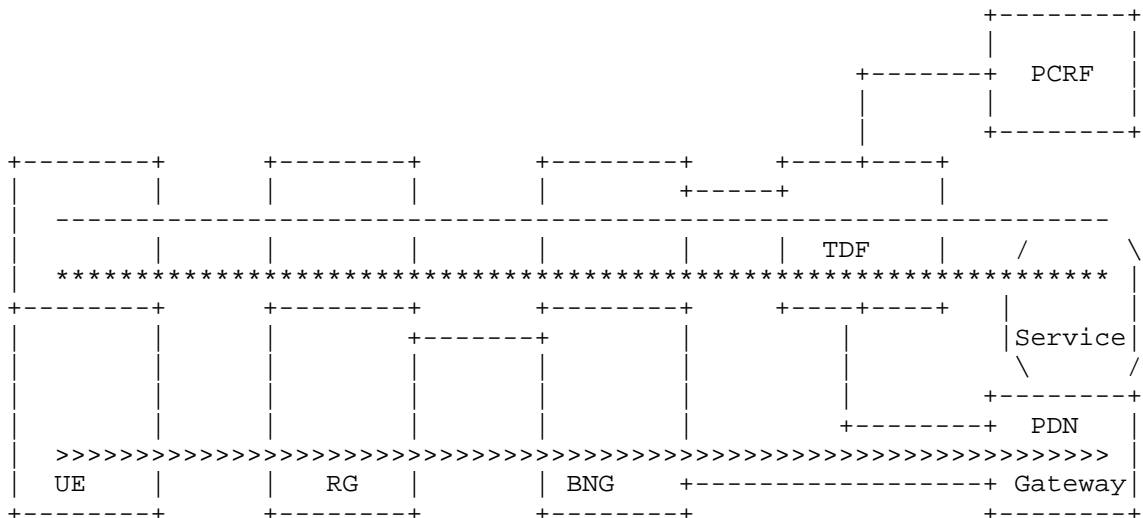 PCRF
TDF
Service
PDN
UE RG BNG Gateway